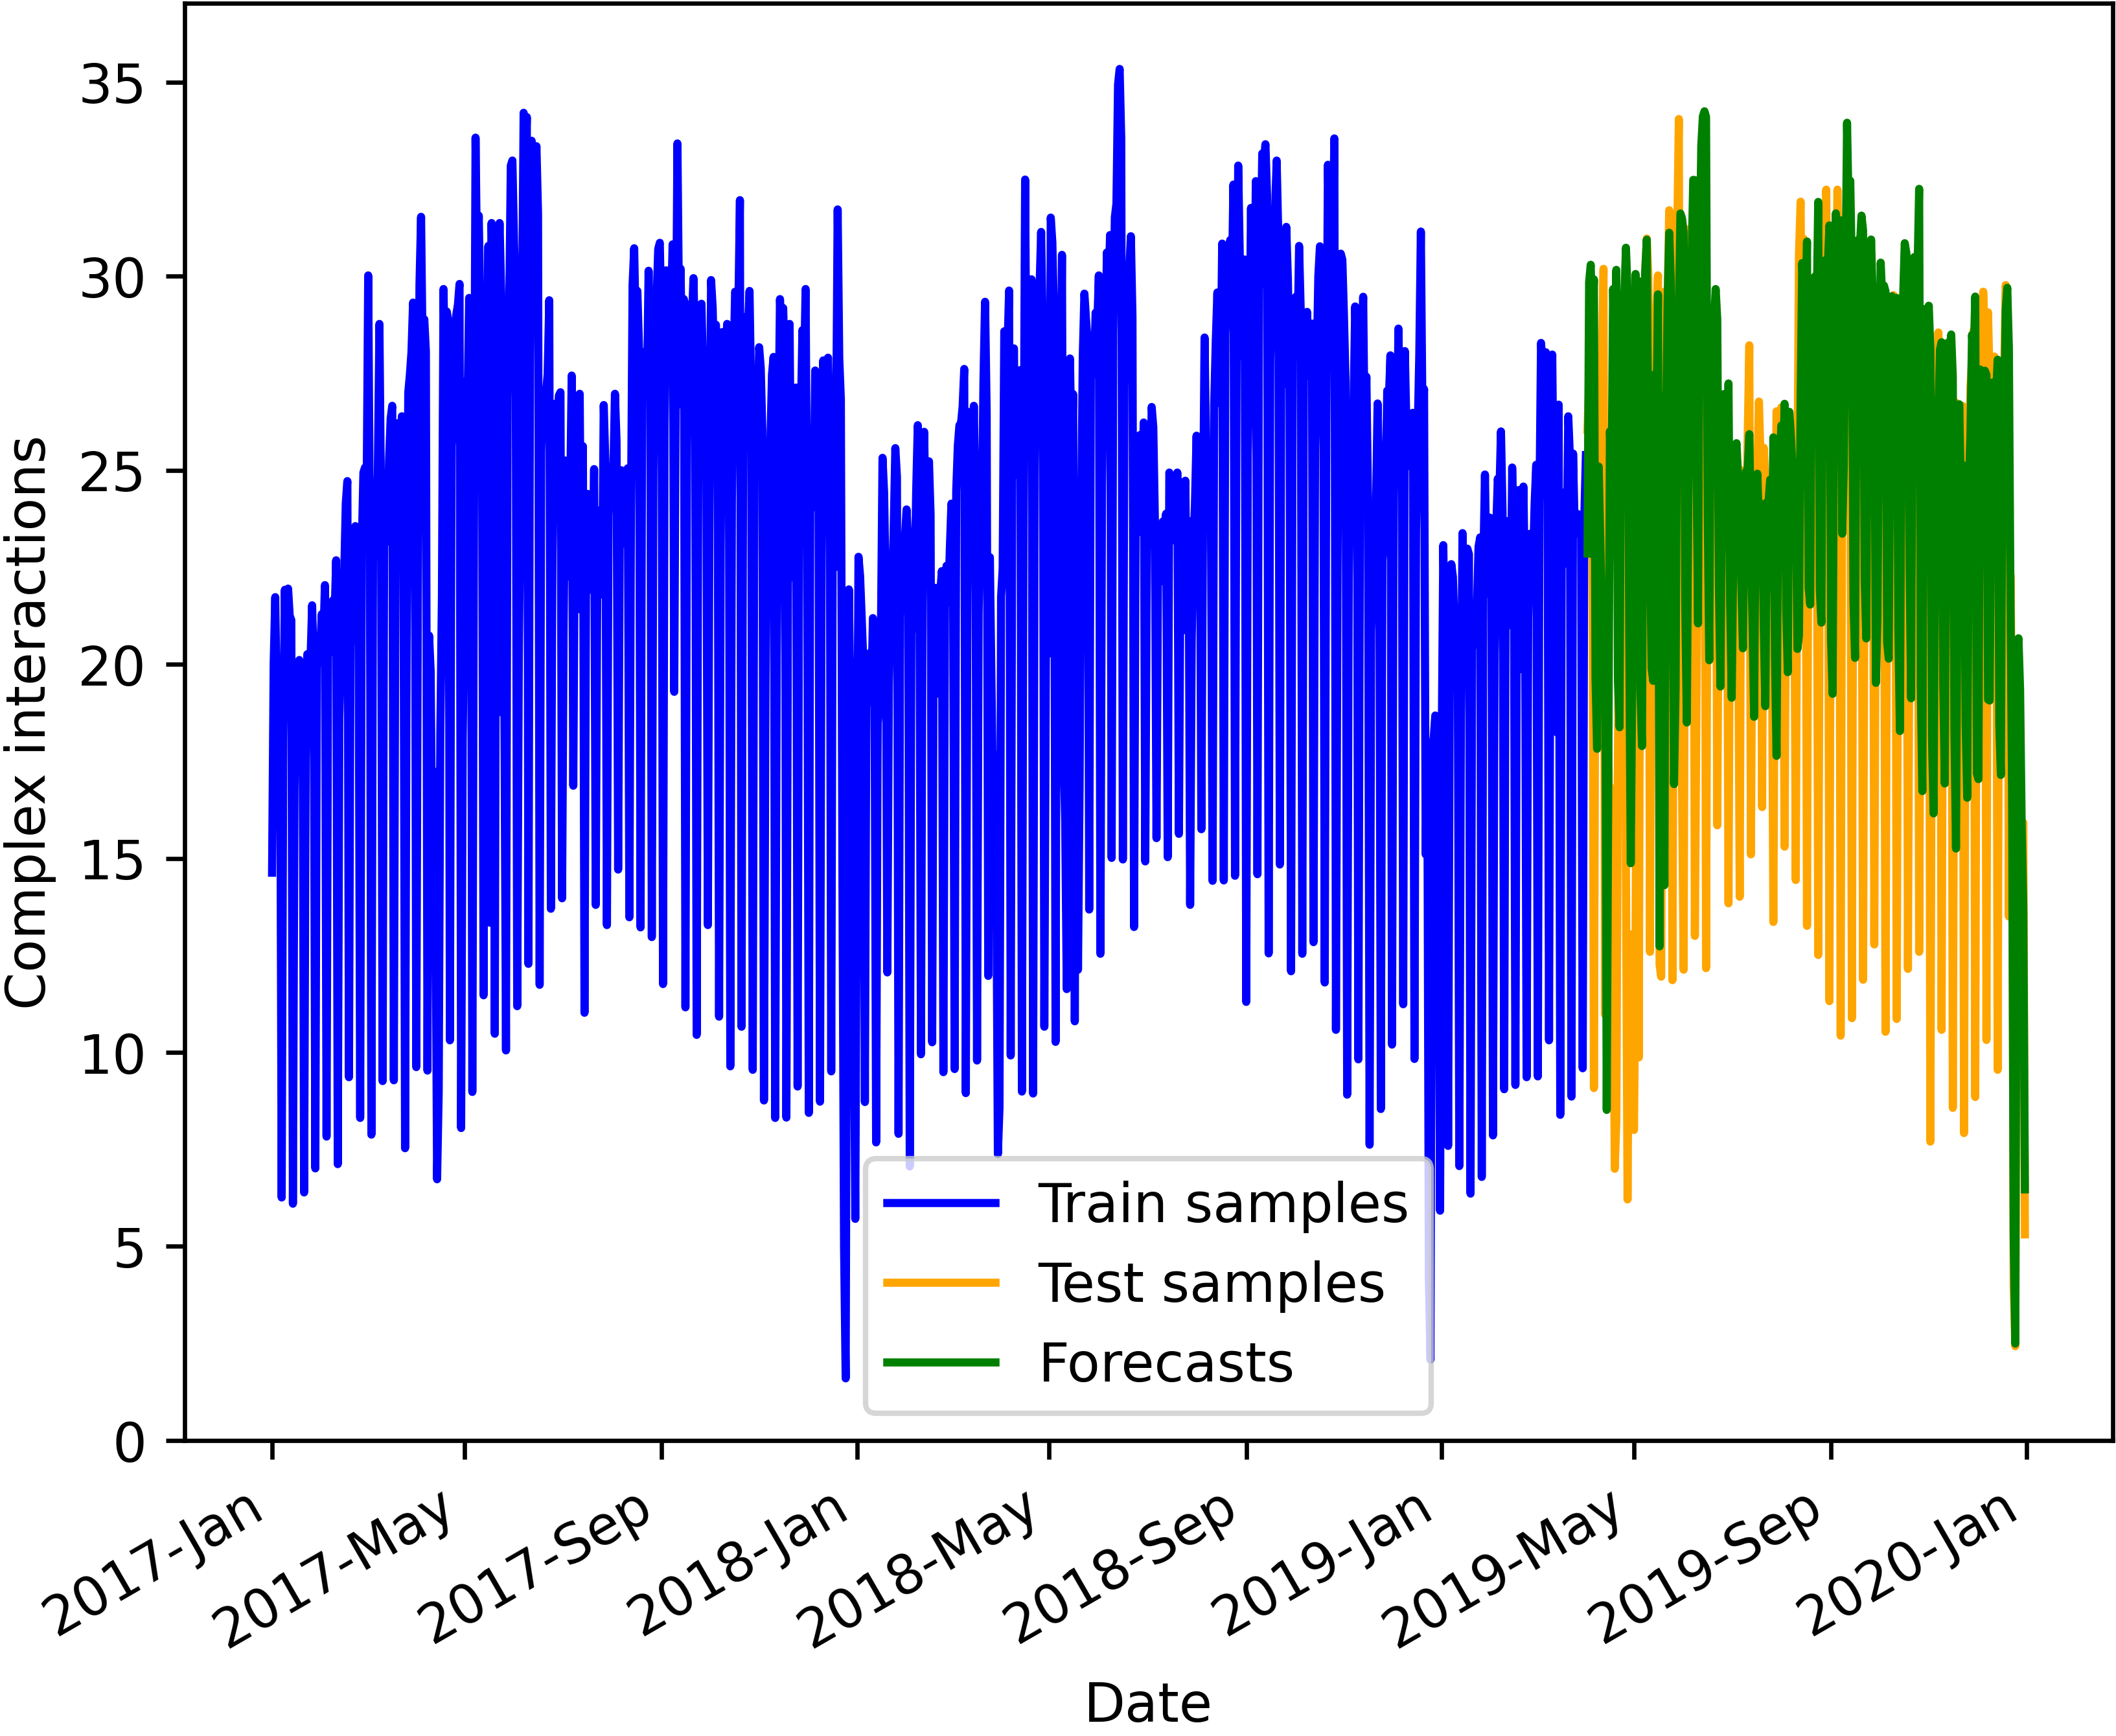 35
30
25
20
15
10
5
0
Complex interactions
Train samples
Test samples
Forecasts
2017-Jan
2017-May
2017-Sep
2018-Jan
2018-May
2018-Sep
2019-Jan
2019-May
2019-Sep
2020-Jan
Date